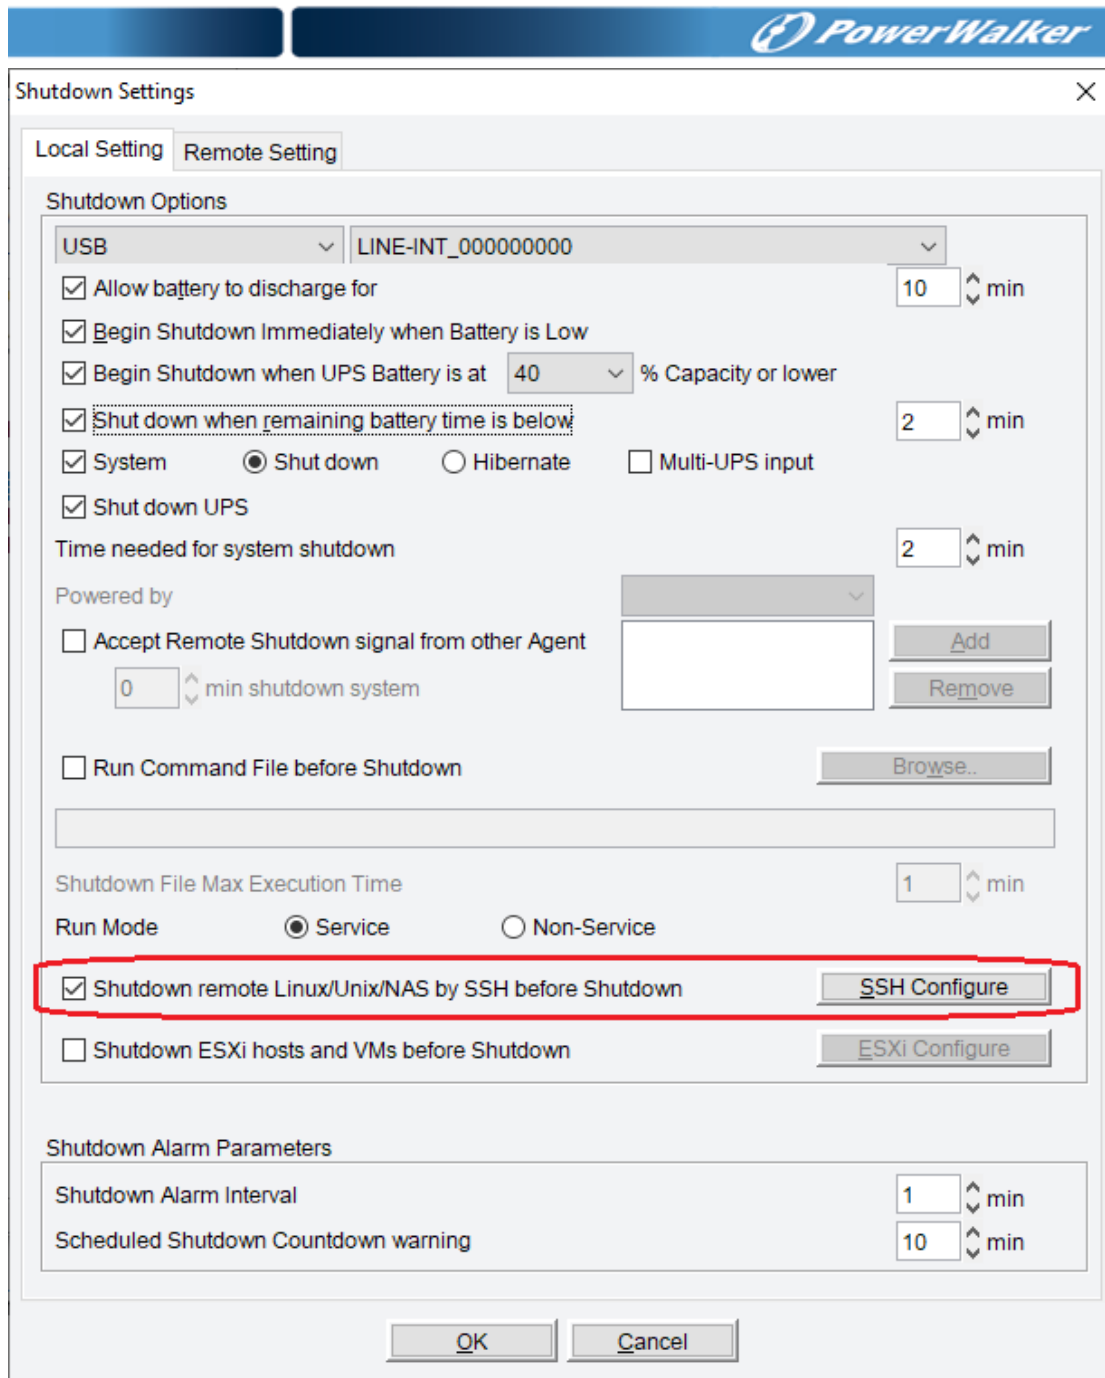 PowerWalker
Shutdown Settings
Local Setting Remote Setting
Shutdown Options
USB LINE-INT_000000000
Allow battery to discharge for 10 min
Begin Shutdown Immediately when Battery is Low
Begin Shutdown when UPS Battery is at 40 % Capacity or lower
Shut down when remaining battery time is below 2 min
System Shut down Hibernate Multi-UPS input
Shut down UPS
Time needed for system shutdown 2 min
Powered by
Accept Remote Shutdown signal from other Agent Add
0 min shutdown system Remove
Run Command File before Shutdown Browse..
Shutdown File Max Execution Time 1 min
Run Mode Service Non-Service
Shutdown remote Linux/Unix/NAS by SSH before Shutdown SSH Configure
Shutdown ESXi hosts and VMs before Shutdown ESXi Configure
Shutdown Alarm Parameters
Shutdown Alarm Interval 1 min
Scheduled Shutdown Countdown warning 10 min
OK Cancel